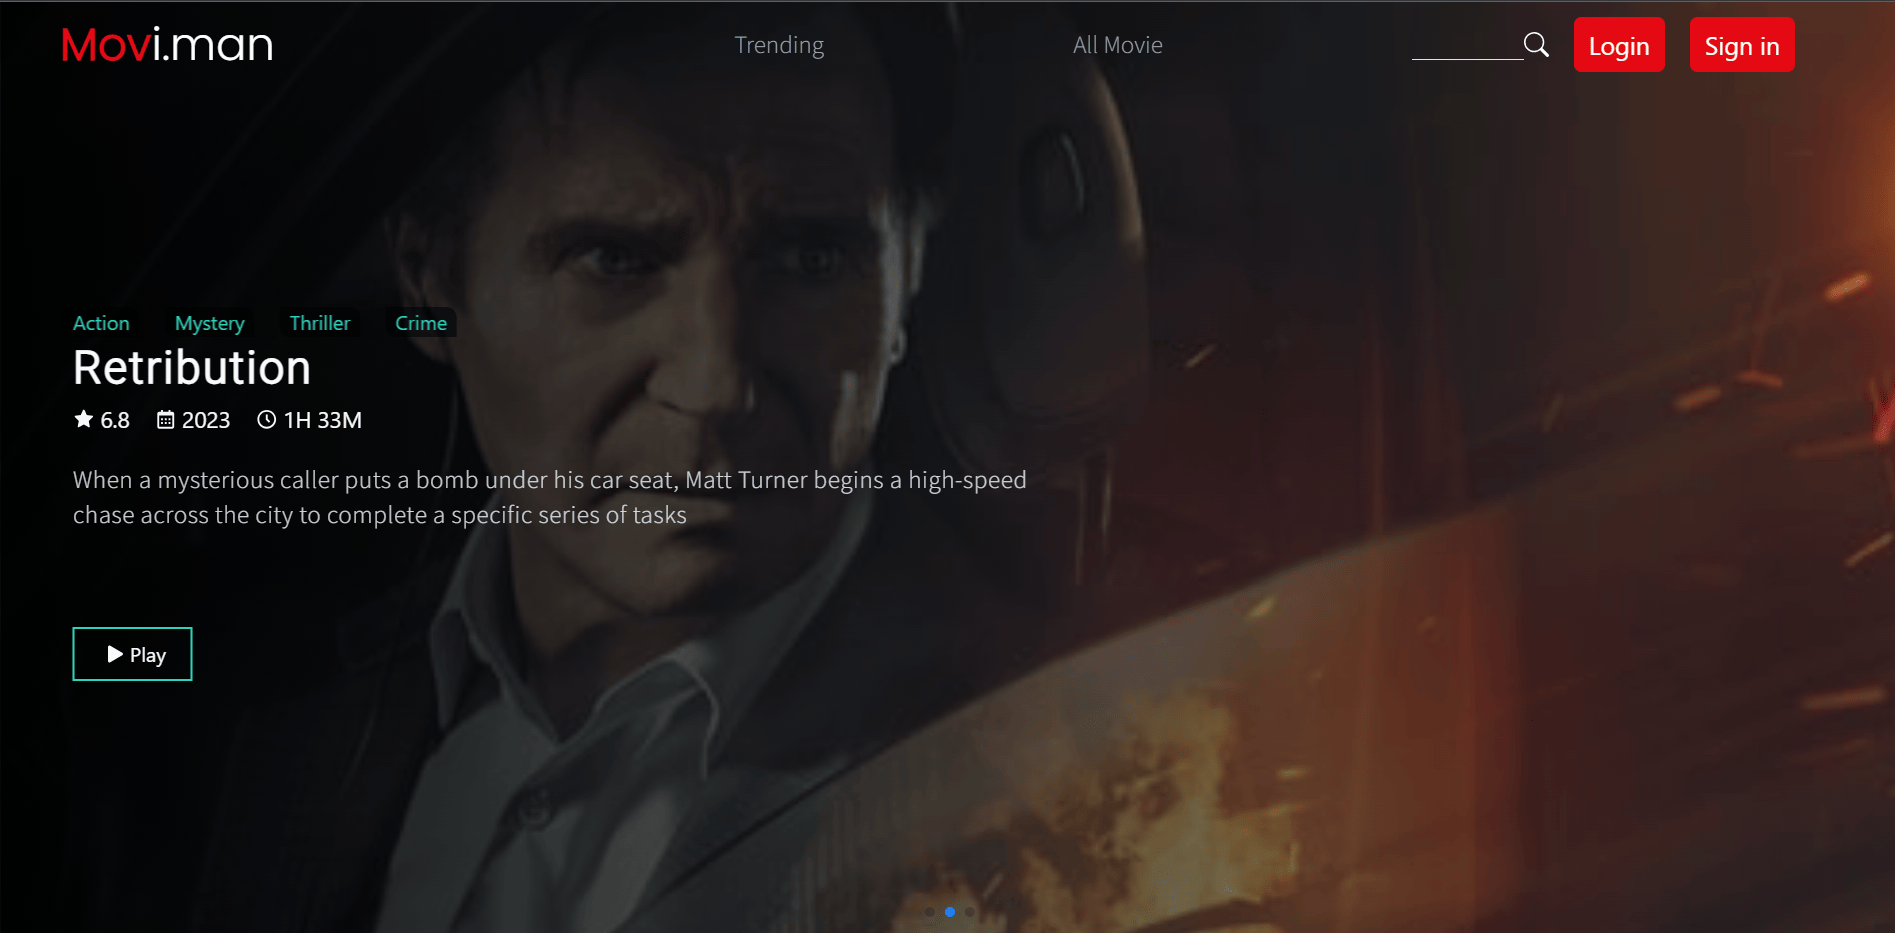 Movi.man Trending All Movie Login Sign in
Action Mystery Thriller Crime
Retribution
6.8 2023 1H 33M
When a mysterious caller puts a bomb under his car seat, Matt Turner begins a high-speed
chase across the city to complete a specific series of tasks
Play